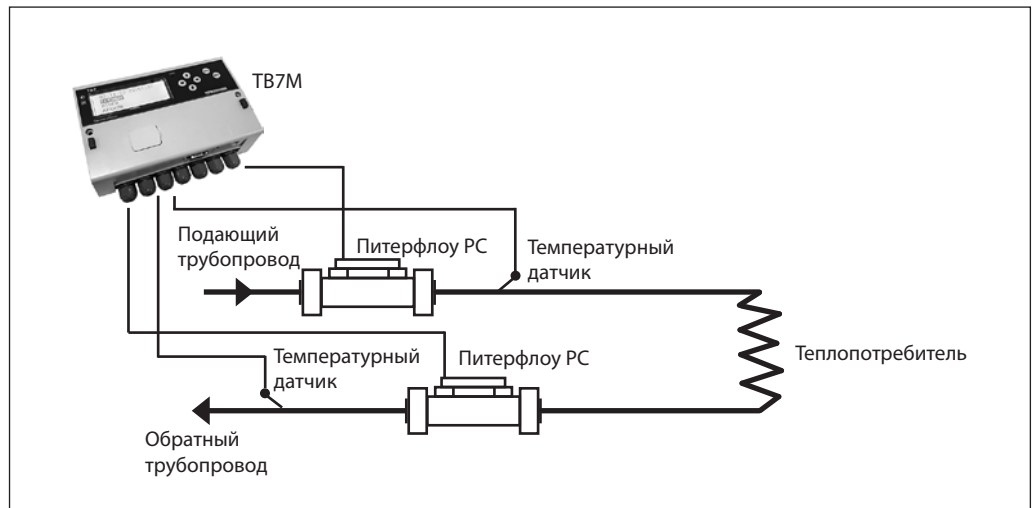 ТВ7М
Подающий
трубопровод
Питерфлоу РС
Температурный
датчик
Теплопотребитель
Температурный
датчик
Питерфлоу РС
Обратный
трубопровод